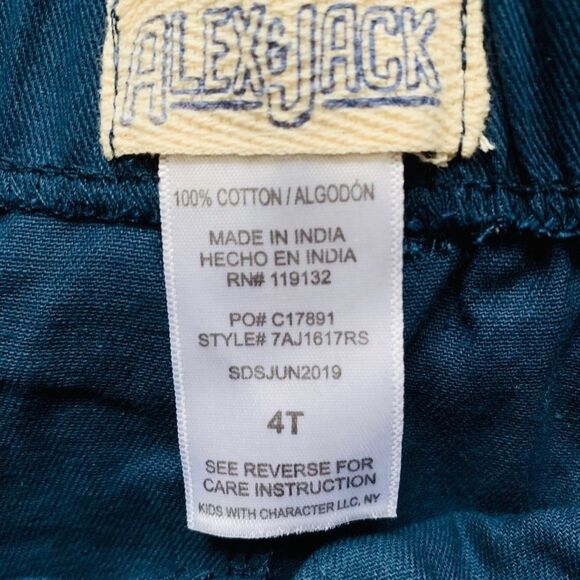 ALEX & JACK
100% COTTON / ALGODÓN
MADE IN INDIA
HECHO EN INDIA
RN# 119132
PO# C17891
STYLE# 7AJ1617RS
SDSJUN2019
4T
SEE REVERSE FOR
CARE INSTRUCTION
KIDS WITH CHARACTER LLC, NY